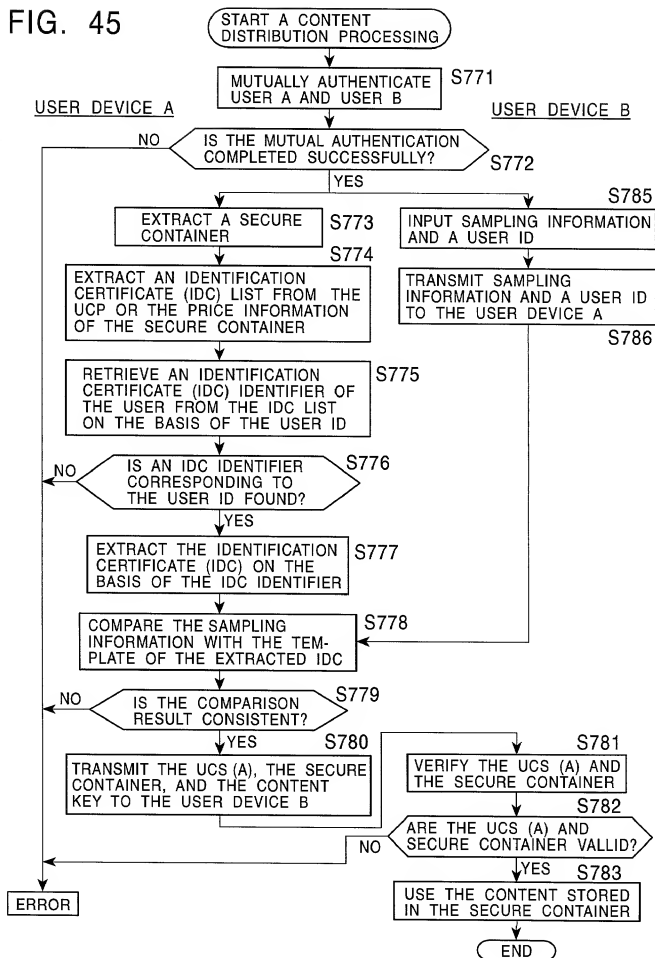 FIG. 45
START A CONTENT
DISTRIBUTION PROCESSING
S771
MUTUALLY AUTHENTICATE
USER A AND USER B
USER DEVICE A
USER DEVICE B
NO
IS THE MUTUAL AUTHENTICATION
COMPLETED SUCCESSFULLY?
S772
YES
S785
EXTRACT A SECURE
CONTAINER
S773
INPUT SAMPLING INFORMATION
AND A USER ID
S774
EXTRACT AN IDENTIFICATION
CERTIFICATE (IDC) LIST FROM THE
UCP OR THE PRICE INFORMATION
OF THE SECURE CONTAINER
TRANSMIT SAMPLING
INFORMATION AND A USER ID
TO THE USER DEVICE A
S786
RETRIEVE AN IDENTIFICATION
CERTIFICATE (IDC) IDENTIFIER OF
THE USER FROM THE IDC LIST
ON THE BASIS OF THE USER ID
S775
NO
IS AN IDC IDENTIFIER
CORRESPONDING TO
THE USER ID FOUND?
S776
YES
EXTRACT THE IDENTIFICATION
CERTIFICATE (IDC) ON THE
BASIS OF THE IDC IDENTIFIER
S777
COMPARE THE SAMPLING
INFORMATION WITH THE TEM-
PLATE OF THE EXTRACTED IDC
S778
NO
IS THE COMPARISON
RESULT CONSISTENT?
S779
YES
S780
TRANSMIT THE UCS (A), THE SECURE
CONTAINER, AND THE CONTENT
KEY TO THE USER DEVICE B
S781
VERIFY THE UCS (A) AND
THE SECURE CONTAINER
S782
NO
ARE THE UCS (A) AND
SECURE CONTAINER VALLID?
YES
S783
USE THE CONTENT STORED
IN THE SECURE CONTAINER
ERROR
END